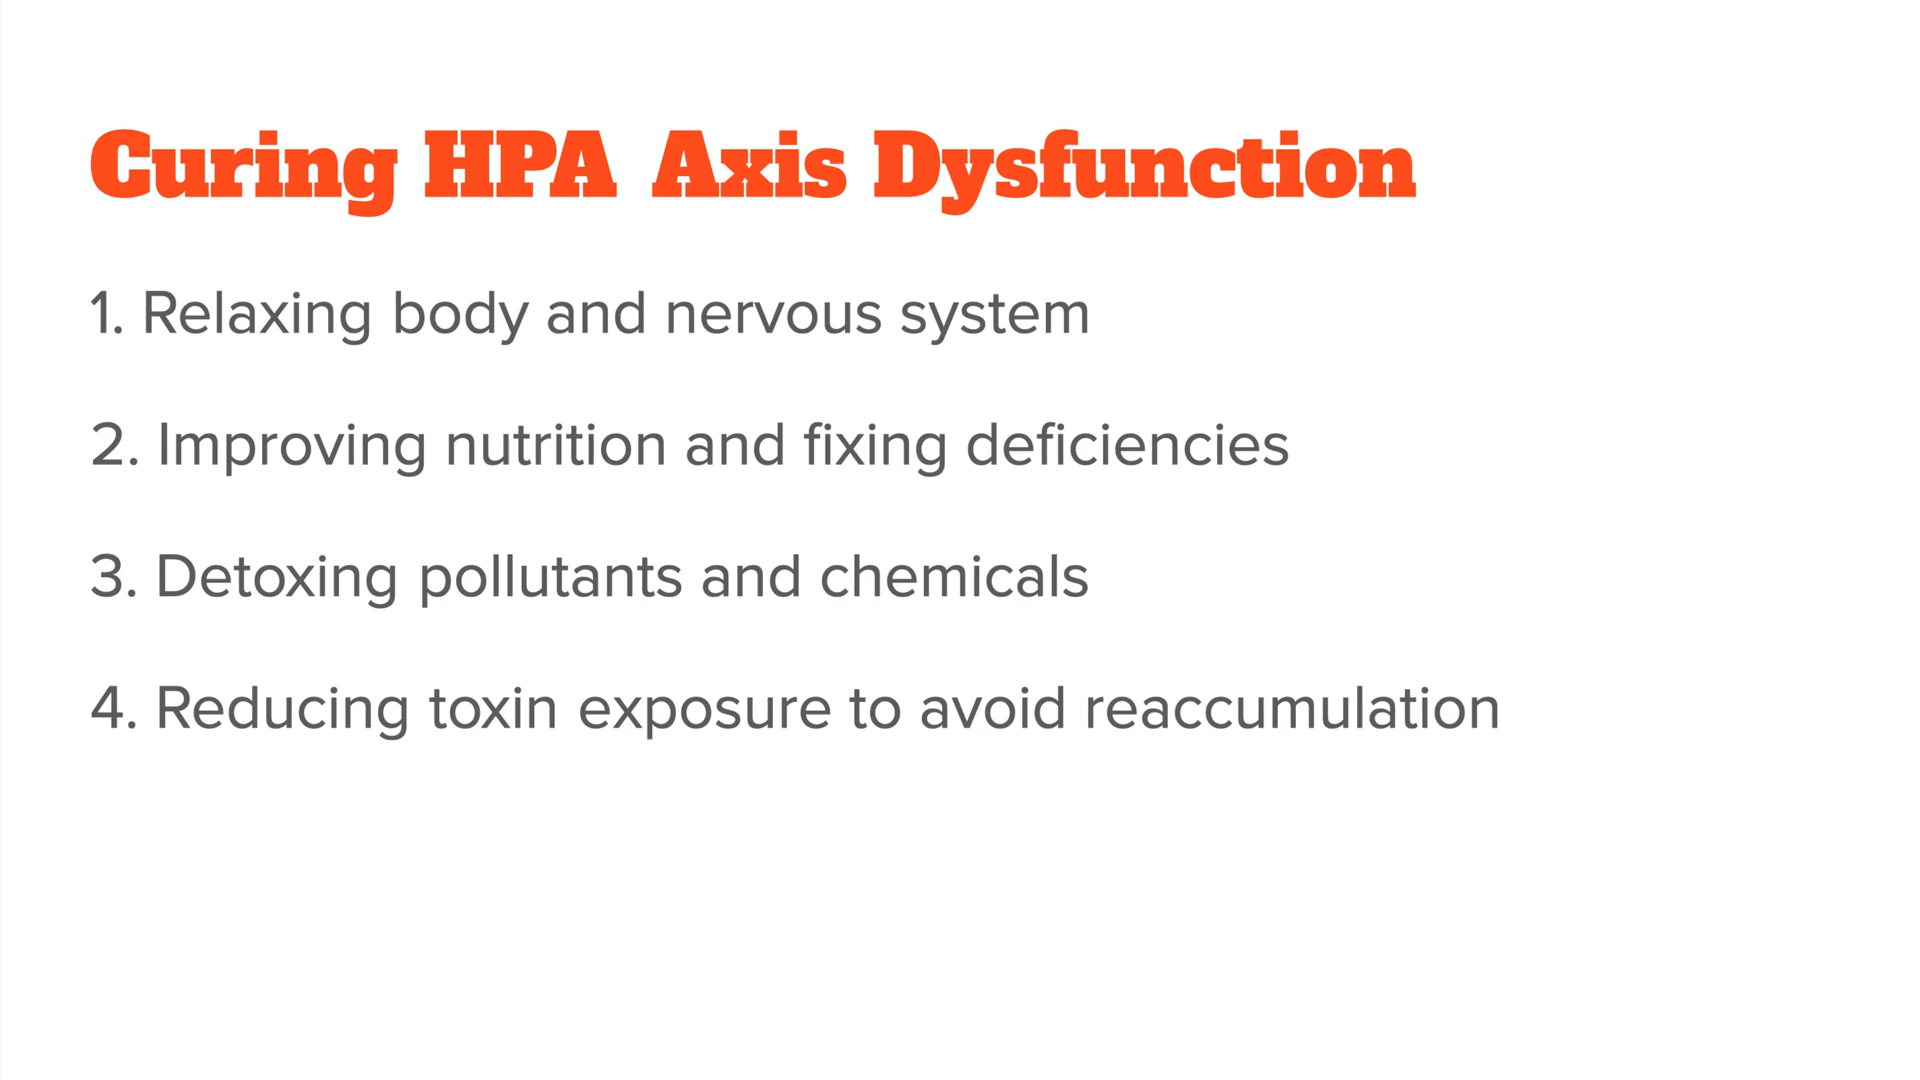 Curing HPA Axis Dysfunction
1. Relaxing body and nervous system
2. Improving nutrition and fixing deficiencies
3. Detoxing pollutants and chemicals
4. Reducing toxin exposure to avoid reaccumulation